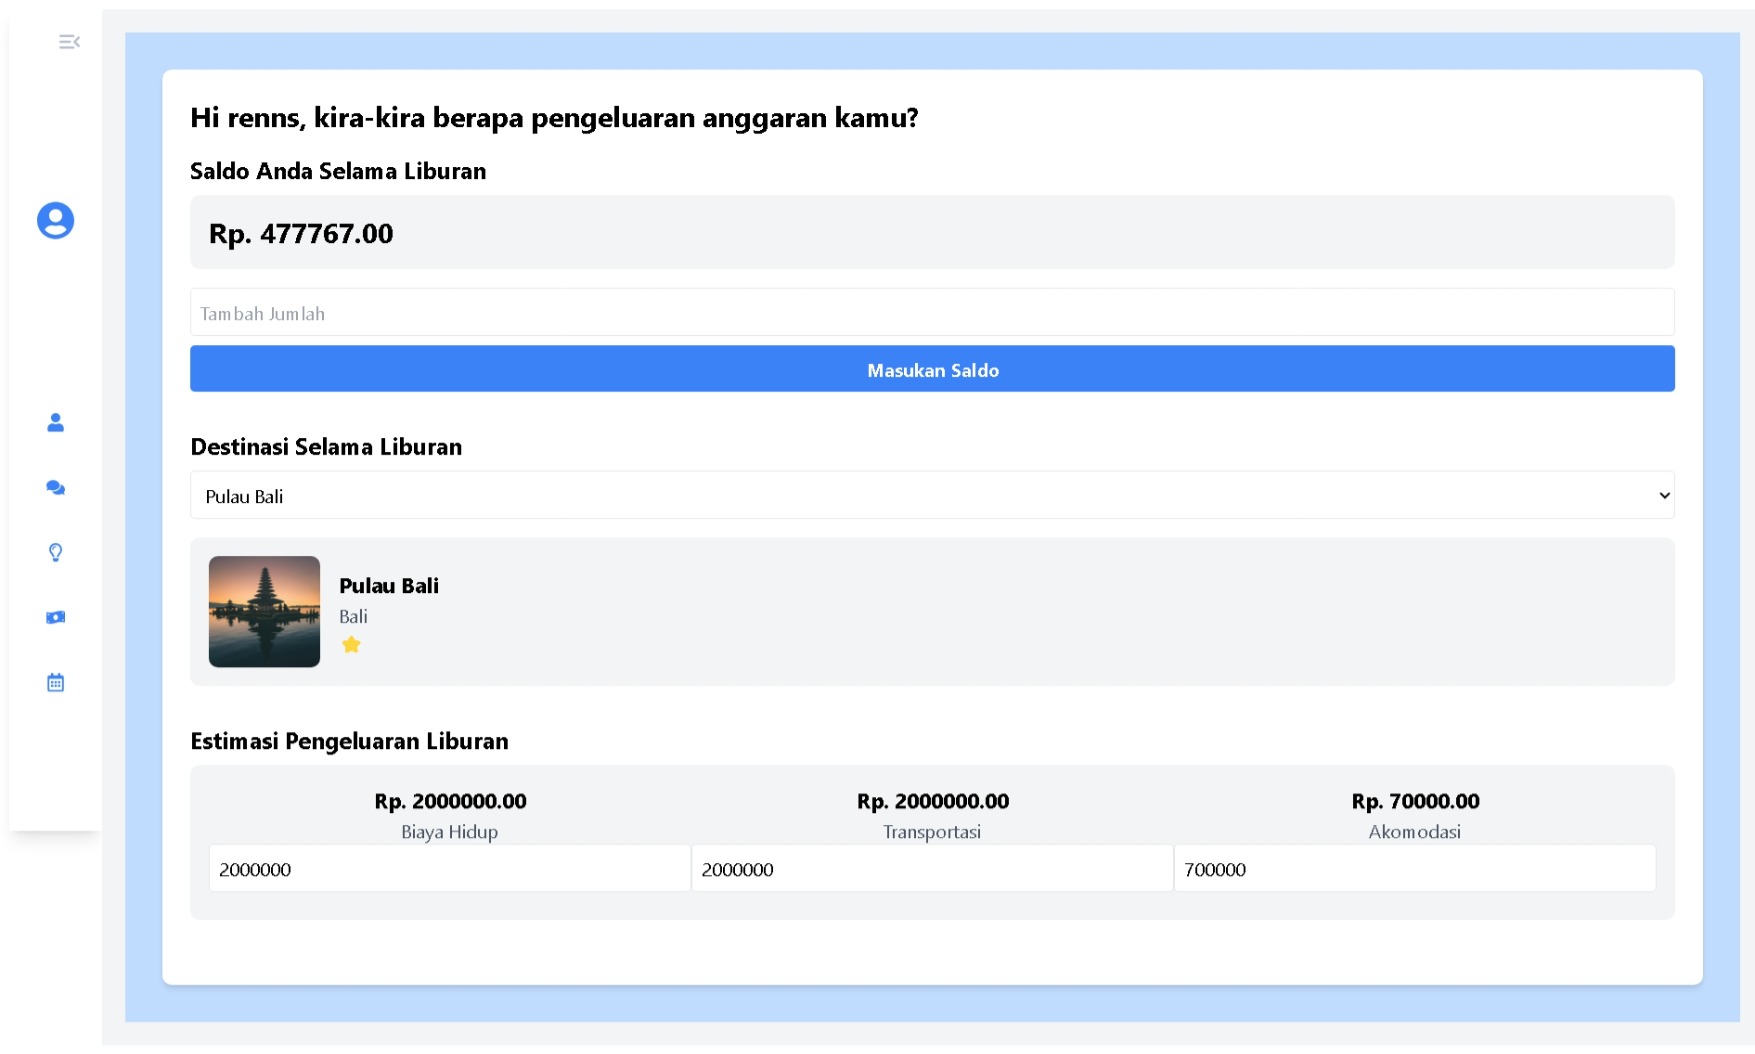 Hi renns, kira-kira berapa pengeluaran anggaran kamu?
Saldo Anda Selama Liburan
Rp. 477767.00
Tambah Jumlah
Masukan Saldo
Destinasi Selama Liburan
Pulau Bali
Pulau Bali
Bali
Estimasi Pengeluaran Liburan
Rp. 2000000.00 Rp. 2000000.00 Rp. 70000.00
Biaya Hidup Transportasi Akomodasi
2000000 2000000 700000